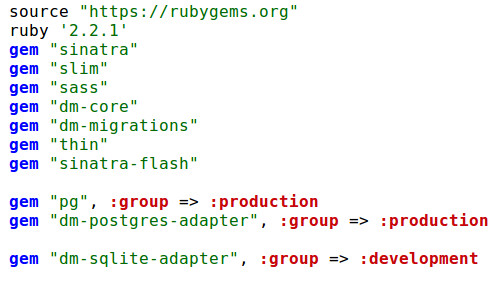 source "https://rubygems.org"
ruby '2.2.1'
gem "sinatra"
gem "slim"
gem "sass"
gem "dm-core"
gem "dm-migrations"
gem "thin"
gem "sinatra-flash"
gem "pg", :group => :production
gem "dm-postgres-adapter", :group => :production
gem "dm-sqlite-adapter", :group => :development